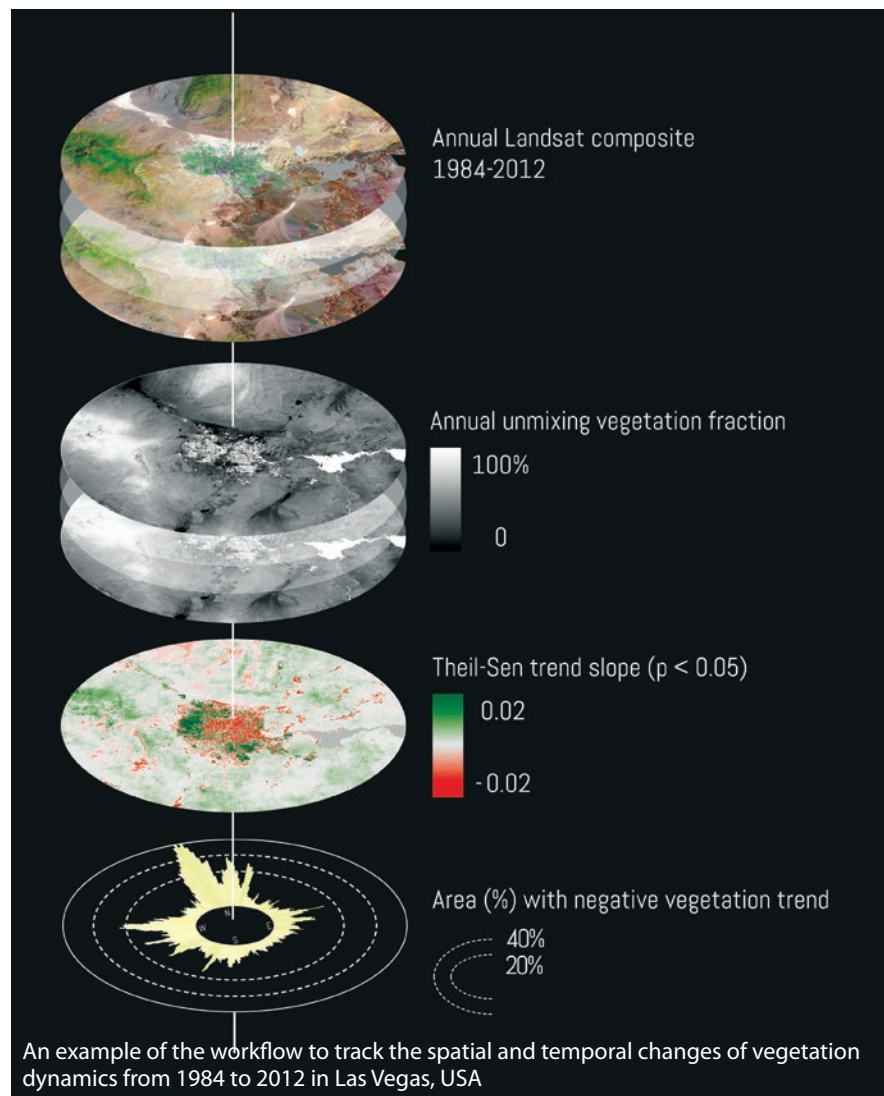 Annual Landsat composite
1984-2012
Annual unmixing vegetation fraction
100%
0
Theil-Sen trend slope (p < 0.05)
0.02
-0.02
Area (%) with negative vegetation trend
N
W
E
S
40%
20%
An example of the workflow to track the spatial and temporal changes of vegetation
dynamics from 1984 to 2012 in Las Vegas, USA